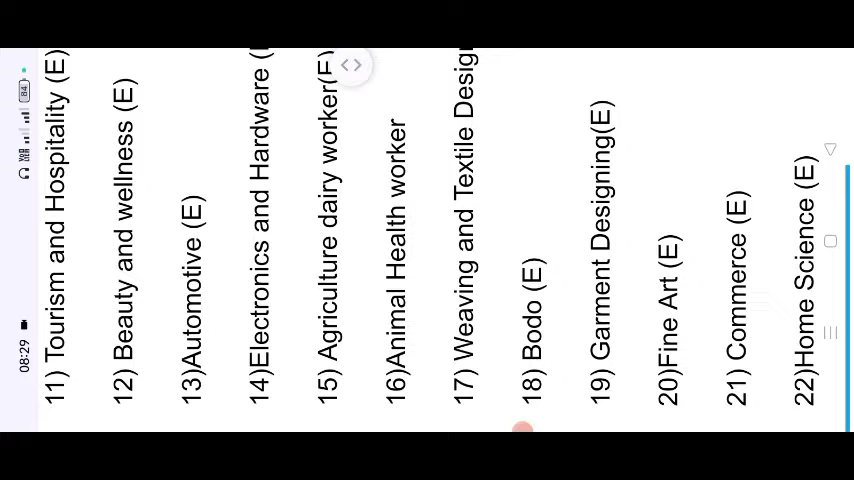 08:29
84
11) Tourism and Hospitality (E)
12) Beauty and wellness (E)
13)Automotive (E)
14)Electronics and Hardware (
15) Agriculture dairy worker(E)
16)Animal Health worker
17) Weaving and Textile Desig
18) Bodo (E)
19) Garment Designing(E)
20)Fine Art (E)
21) Commerce (E)
22)Home Science (E)